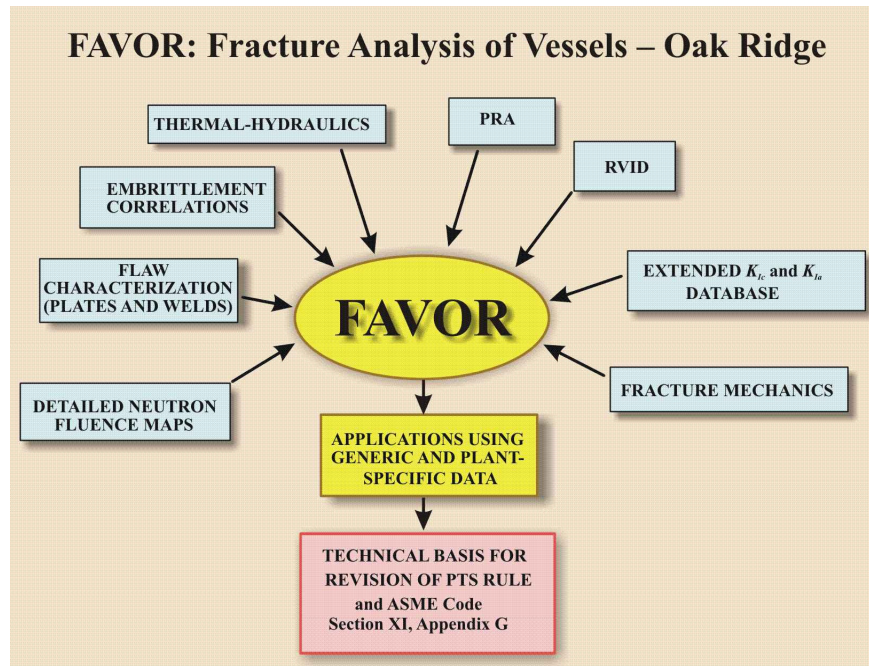 FAVOR: Fracture Analysis of Vessels – Oak Ridge
THERMAL-HYDRAULICS
PRA
RVID
EMBRITTLEMENT
CORRELATIONS
FLAW
CHARACTERIZATION
(PLATES AND WELDS)
EXTENDED K_Ic and K_Ia
DATABASE
FAVOR
DETAILED NEUTRON
FLUENCE MAPS
FRACTURE MECHANICS
APPLICATIONS USING
GENERIC AND PLANT-
SPECIFIC DATA
TECHNICAL BASIS FOR
REVISION OF PTS RULE
and ASME Code
Section XI, Appendix G